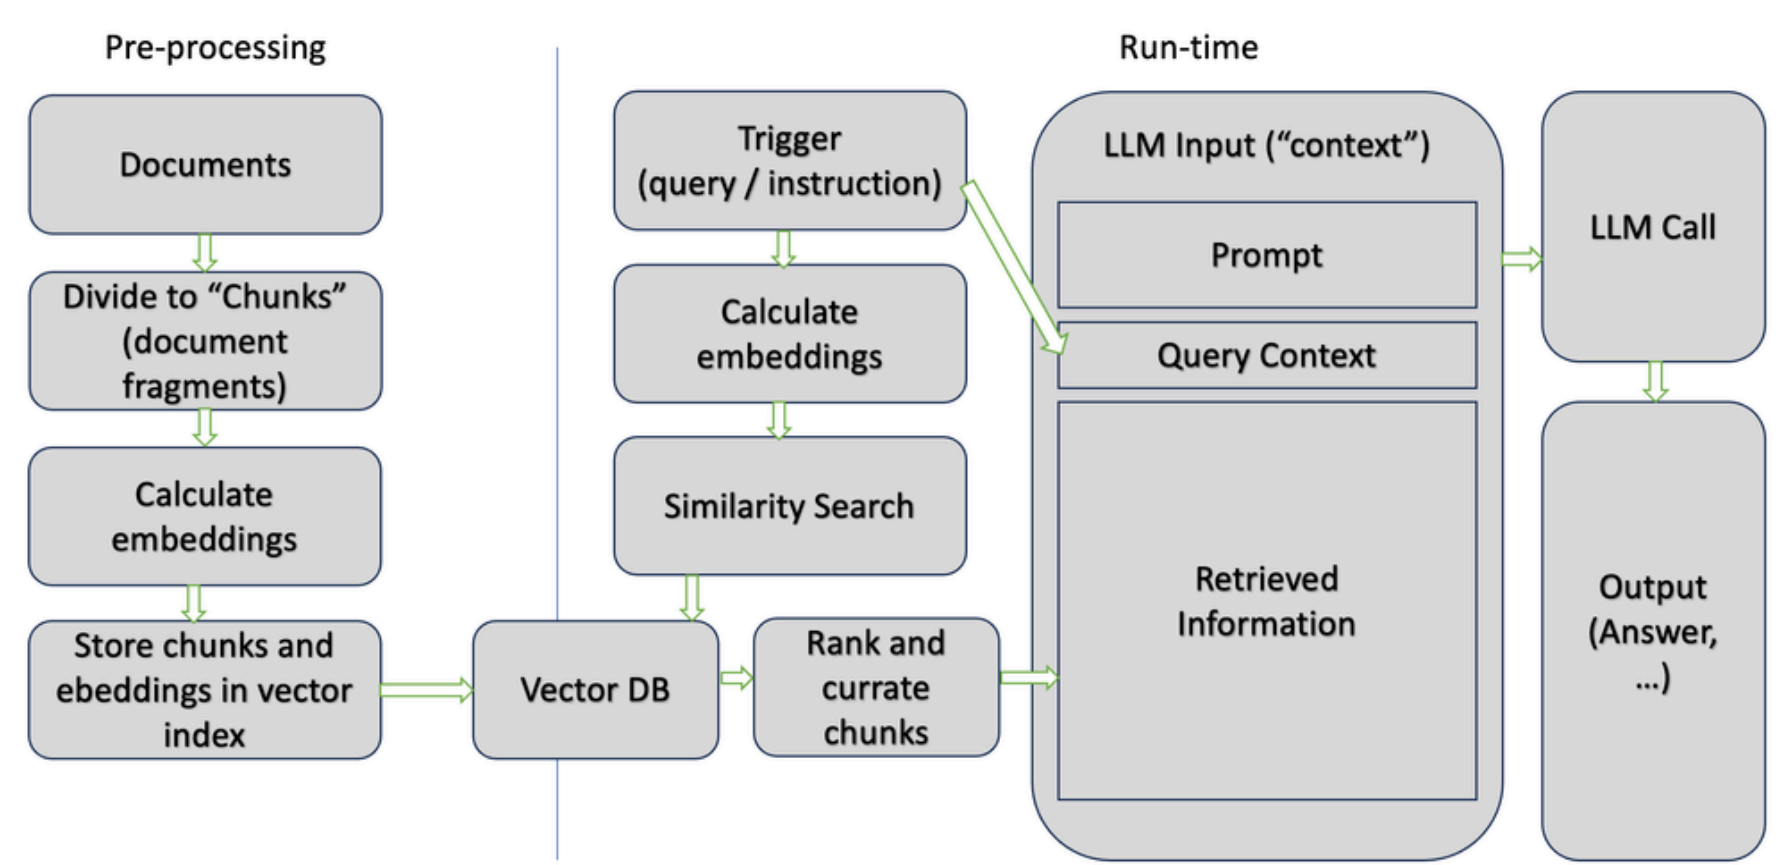 Pre-processing
Run-time
Documents
Divide to “Chunks”
(document
fragments)
Calculate
embeddings
Store chunks and
ebeddings in vector
index
Vector DB
Trigger
(query / instruction)
Calculate
embeddings
Similarity Search
Rank and
currate
chunks
LLM Input (“context”)
Prompt
Query Context
Retrieved
Information
LLM Call
Output
(Answer,
...)